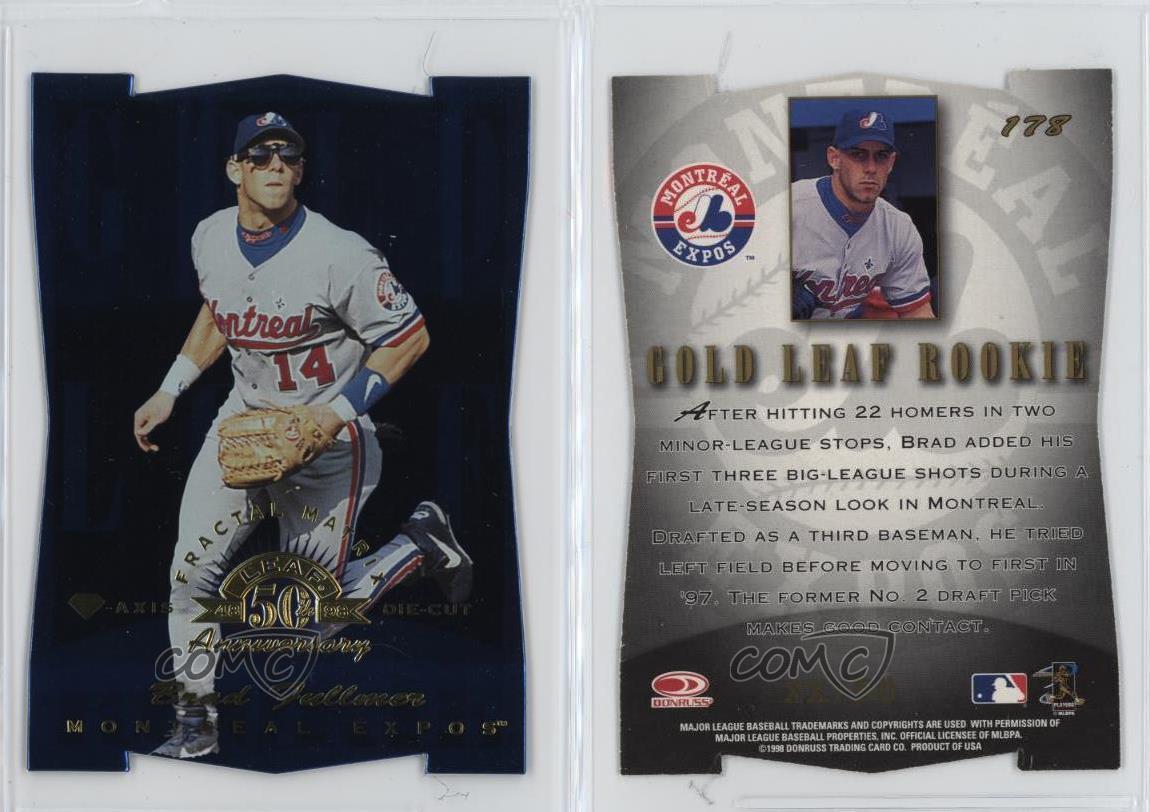 Montreal
14
FRACTAL MATRIX
LEAF
-AXIS
48 50th 98
DIE-CUT
Anniversary
COMC
Brad Fullmer
MONTREAL EXPOS
178
MONTRÉAL
EXPOS
TM
GOLD LEAF ROOKIE
AFTER HITTING 22 HOMERS IN TWO
MINOR-LEAGUE STOPS, BRAD ADDED HIS
FIRST THREE BIG-LEAGUE SHOTS DURING A
LATE-SEASON LOOK IN MONTREAL.
DRAFTED AS A THIRD BASEMAN, HE TRIED
LEFT FIELD BEFORE MOVING TO FIRST IN
'97. THE FORMER NO. 2 DRAFT PICK
MAKES GOOD CONTACT.
COMC
DONRUSS
MAJOR LEAGUE BASEBALL TRADEMARKS AND COPYRIGHTS ARE USED WITH PERMISSION OF
MAJOR LEAGUE BASEBALL PROPERTIES, INC. OFFICIAL LICENSEE OF MLBPA.
©1998 DONRUSS TRADING CARD CO. PRODUCT OF USA